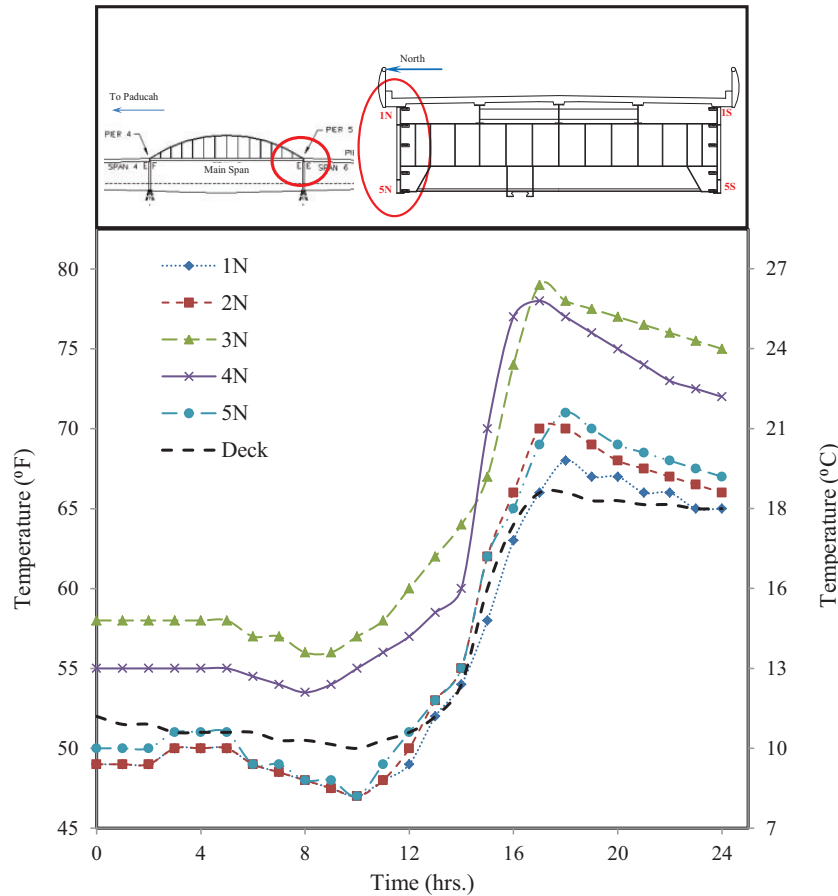 North
To Paducah
1N
1S
PIER 4
PIER 5
SPAN 4
Main Span
SPAN 6
5N
5S
1N
2N
3N
4N
5N
Deck
Temperature (ºF)
80
75
70
65
60
55
50
45
Temperature (ºC)
27
24
21
18
16
13
10
7
0
4
8
12
16
20
24
Time (hrs.)